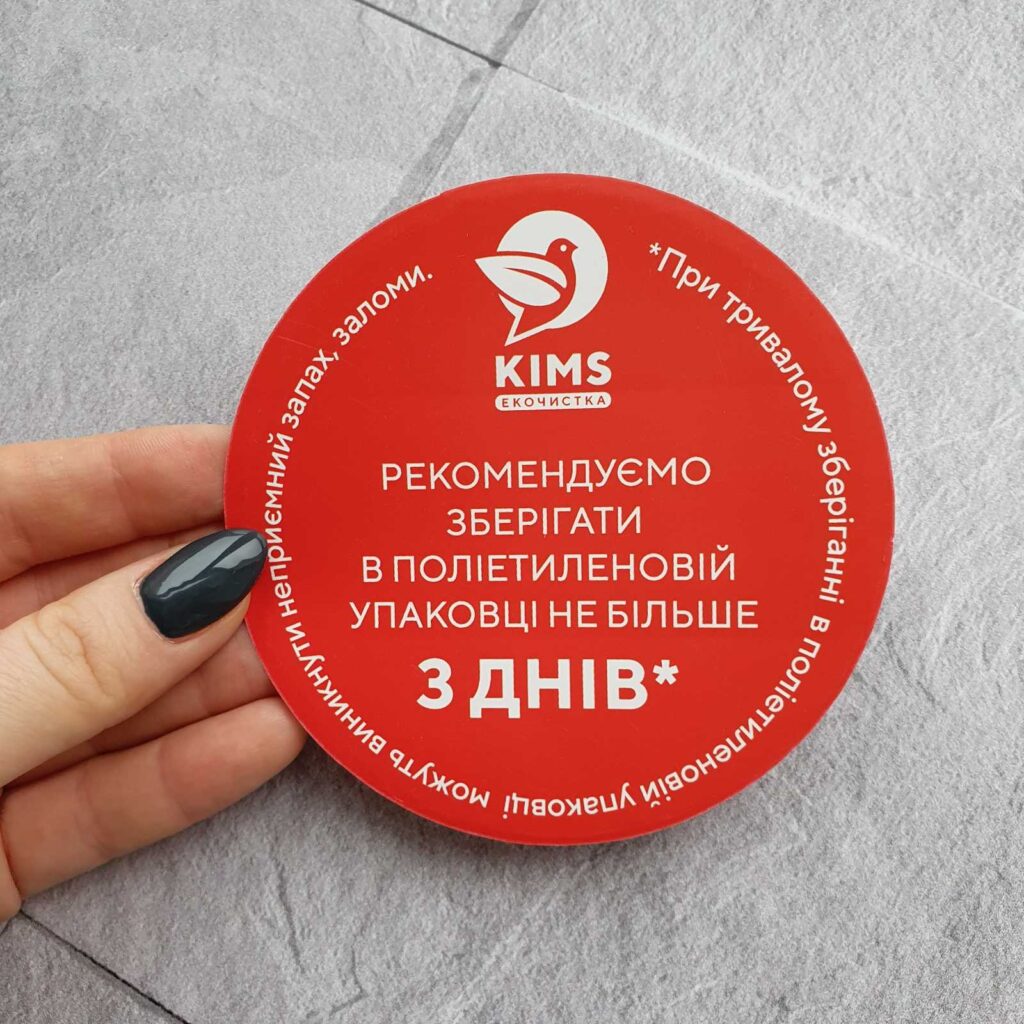 KIMS
ЕКОЧИСТКА
РЕКОМЕНДУЄМО
ЗБЕРІГАТИ
В ПОЛІЕТИЛЕНОВІЙ
УПАКОВЦІ НЕ БІЛЬШЕ
3 ДНІВ*
*При тривалому зберіганні в поліетиленовій упаковці можуть виникнути неприємний запах, заломи.